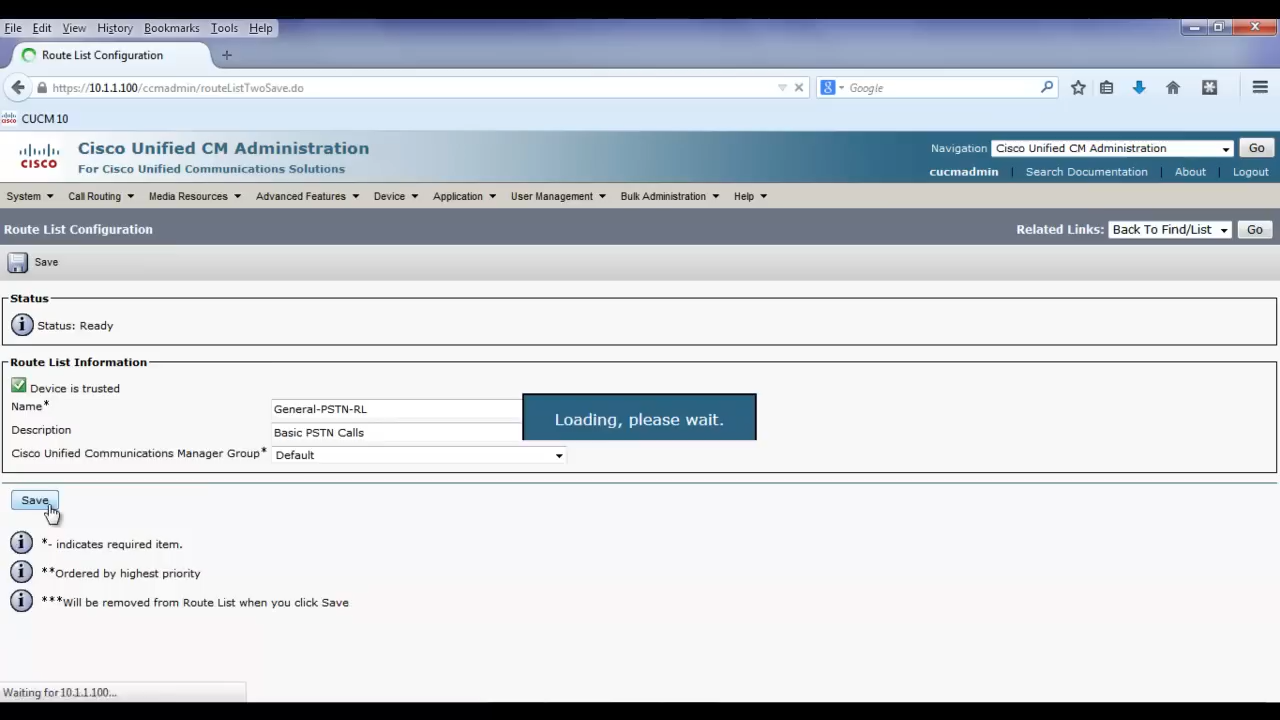 File Edit View History Bookmarks Tools Help
Route List Configuration
https://10.1.1.100/ccmadmin/routeListTwoSave.do
Google
CUCM 10
CISCO
Cisco Unified CM Administration
For Cisco Unified Communications Solutions
Navigation Cisco Unified CM Administration Go
cucmadmin Search Documentation About Logout
System Call Routing Media Resources Advanced Features Device Application User Management Bulk Administration Help
Route List Configuration
Related Links: Back To Find/List Go
Save
Status
Status: Ready
Route List Information
Device is trusted
Name* General-PSTN-RL
Description Basic PSTN Calls
Loading, please wait.
Cisco Unified Communications Manager Group* Default
Save
*- indicates required item.
**Ordered by highest priority
***Will be removed from Route List when you click Save
Waiting for 10.1.1.100...